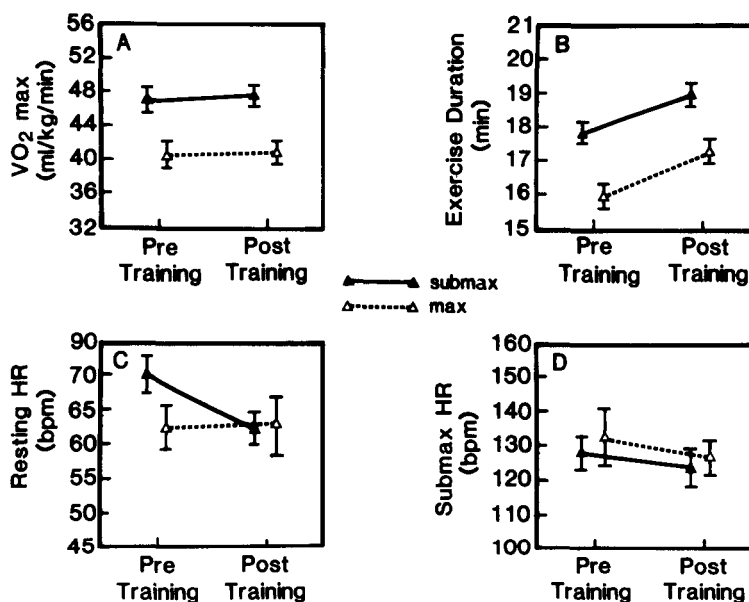 A
VO2 max
(ml/kg/min)
56
52
48
44
40
36
32
Pre
Training
Post
Training
B
Exercise Duration
(min)
21
20
19
18
17
16
15
Pre
Training
Post
Training
submax
max
C
Resting HR
(bpm)
90
70
65
60
55
50
45
Pre
Training
Post
Training
D
Submax HR
(bpm)
160
150
140
130
120
110
100
Pre
Training
Post
Training